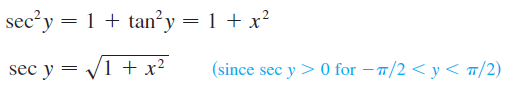 sec²y = 1 + tan²y = 1 + x²
sec y = √(1 + x²) (since sec y > 0 for −π/2 < y < π/2)